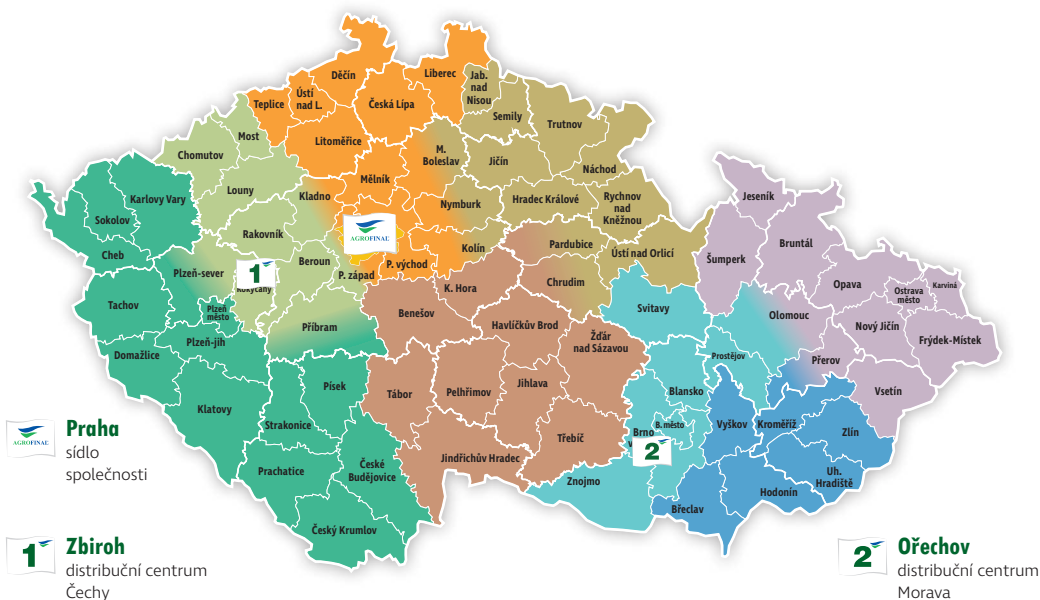 Děčín
Liberec
Jab.
nad
Nisou
Teplice
Ústí
nad L.
Česká Lípa
Semily
Trutnov
Most
Litoměřice
Chomutov
M.
Boleslav
Jičín
Náchod
Mělník
Louny
Kladno
Karlovy Vary
Nymburk
Hradec Králové
Rychnov
nad
Kněžnou
Jeseník
Sokolov
AGROFINAL
Rakovník
Kolín
Pardubice
Ústí nad Orlicí
Bruntál
Cheb
Plzeň-sever
1
Beroun
P. západ
P. východ
Šumperk
Rokycany
K. Hora
Chrudim
Opava
Ostrava
město
Karviná
Tachov
Plzeň
město
Benešov
Svitavy
Olomouc
Příbram
Havlíčkův Brod
Nový Jičín
Frýdek-Místek
Domažlice
Plzeň-jih
Žďár
nad Sázavou
Prostějov
Přerov
Písek
Tábor
Pelhřimov
Jihlava
Blansko
Vsetín
Klatovy
Strakonice
Třebíč
Brno
B. město
2
Vyškov
Kroměříž
Zlín
Prachatice
České
Budějovice
Jindřichův Hradec
Znojmo
Uh.
Hradiště
Hodonín
Břeclav
Český Krumlov
AGROFINAL
Praha
sídlo
společnosti
1
Zbiroh
distribuční centrum
Čechy
2
Ořechov
distribuční centrum
Morava